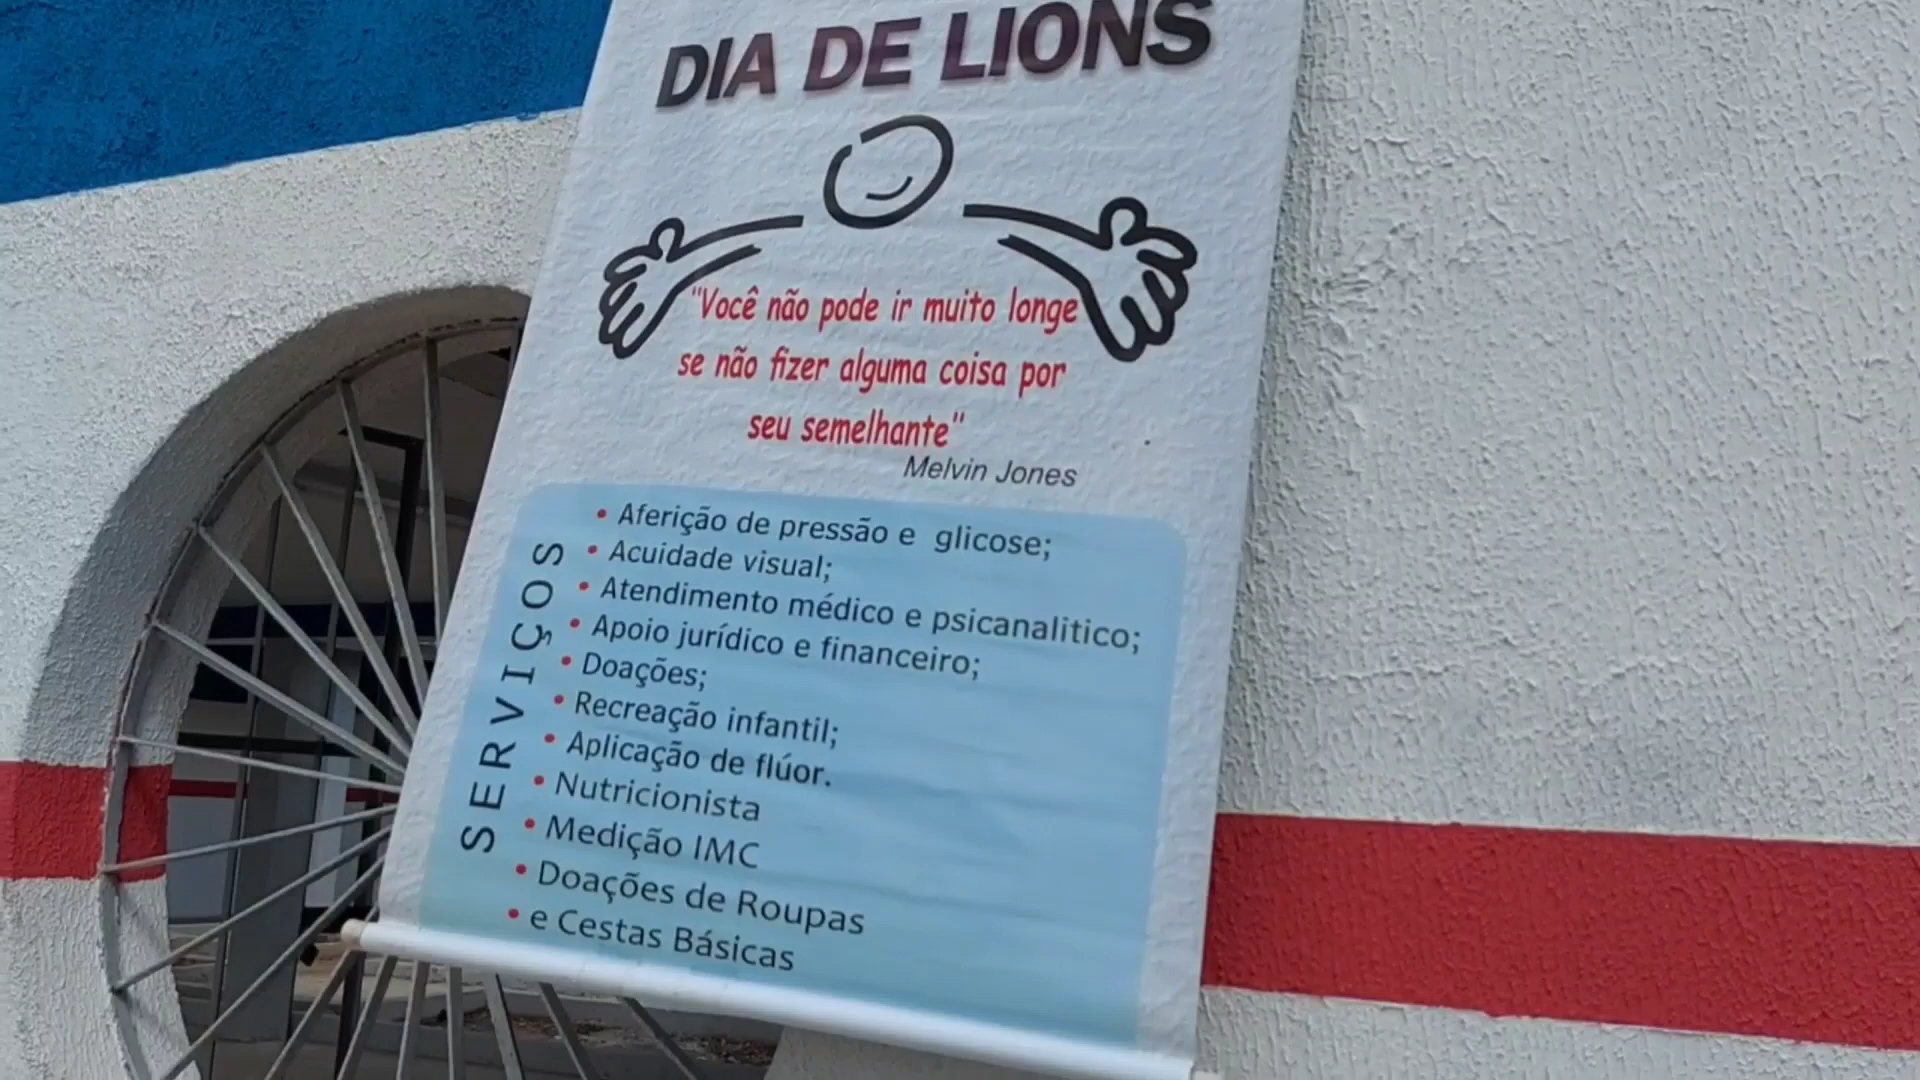 DIA DE LIONS
"Você não pode ir muito longe
se não fizer alguma coisa por
seu semelhante"
Melvin Jones
SERVIÇOS
• Aferição de pressão e glicose;
• Acuidade visual;
• Atendimento médico e psicanalitico;
• Apoio jurídico e financeiro;
• Doações;
• Recreação infantil;
• Aplicação de flúor.
• Nutricionista
• Medição IMC
• Doações de Roupas
• e Cestas Básicas